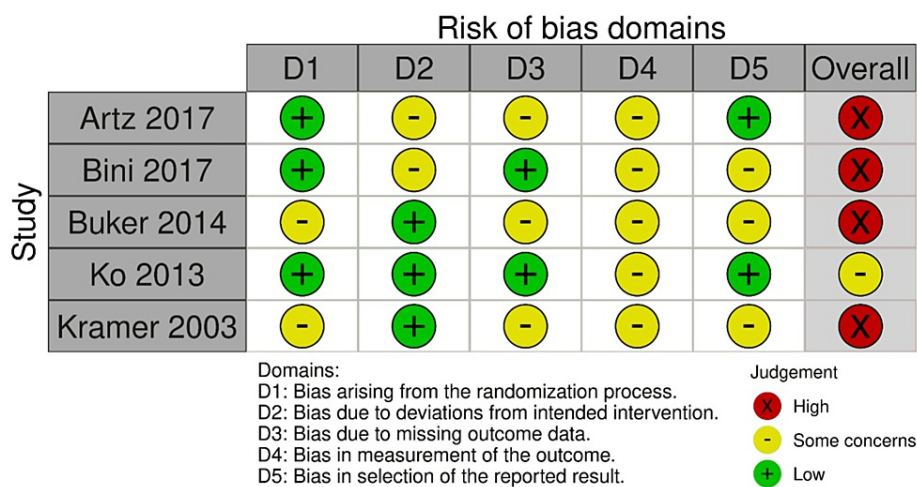 Risk of bias domains
D1 D2 D3 D4 D5 Overall
Study
Artz 2017 + - - - + X
Bini 2017 + - + - - X
Buker 2014 - + - - - X
Ko 2013 + + + - + -
Kramer 2003 - + - - - X
Domains:
D1: Bias arising from the randomization process.
D2: Bias due to deviations from intended intervention.
D3: Bias due to missing outcome data.
D4: Bias in measurement of the outcome.
D5: Bias in selection of the reported result.
Judgement
X High
- Some concerns
+ Low